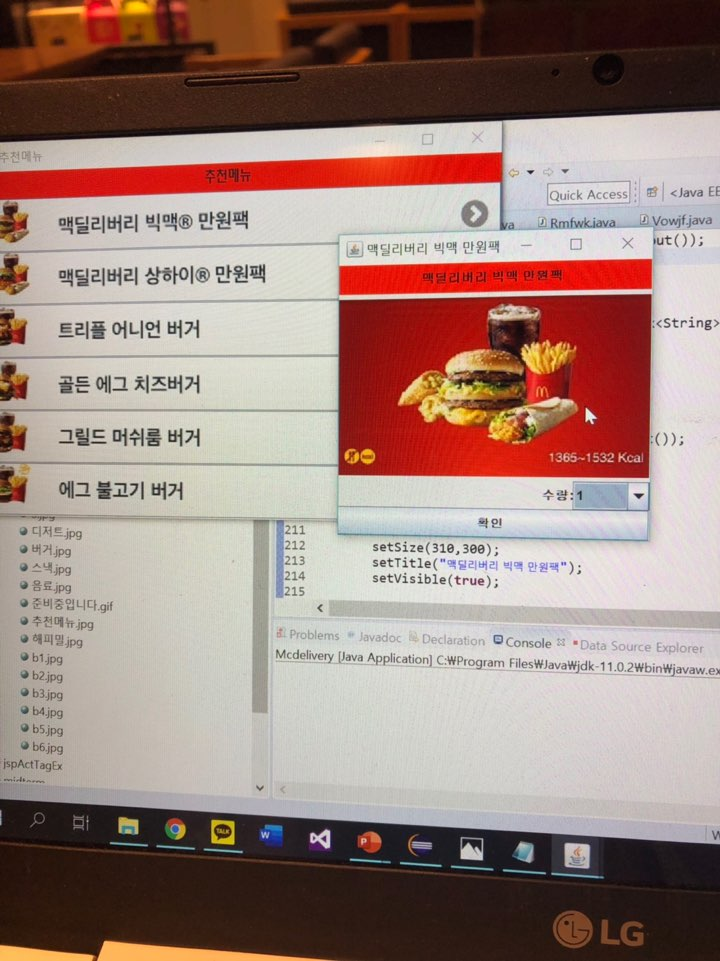 추천메뉴
추천메뉴
맥딜리버리 빅맥® 만원팩
맥딜리버리 상하이® 만원팩
트리플 어니언 버거
골든 에그 치즈버거
그릴드 머쉬룸 버거
에그 불고기 버거
Quick Access
<Java EE
Rmfwk.java
Vowjf.java
out());
<String>
());
맥딜리버리 빅맥 만원팩
맥딜리버리 빅맥 만원팩
1365~1532 Kcal
수량:1
확인
211
212 setSize(310,300);
213 setTitle("맥딜리버리 빅맥 만원팩");
214 setVisible(true);
215
디저트.jpg
버거.jpg
스낵.jpg
음료.jpg
준비중입니다.gif
추천메뉴.jpg
해피밀.jpg
b1.jpg
b2.jpg
b3.jpg
b4.jpg
b5.jpg
b6.jpg
jspActTagEx
Problems Javadoc Declaration Console Data Source Explorer
Mcdelivery [Java Application] C:₩Program Files₩Java₩jdk-11.0.2₩bin₩javaw.ex
TALK
LG